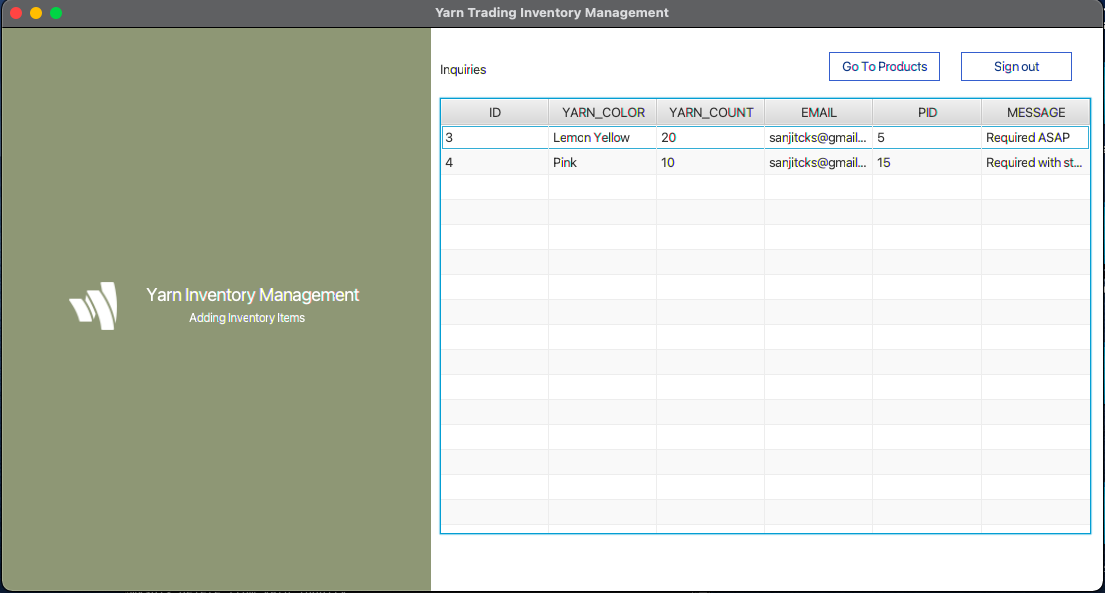 Yarn Trading Inventory Management
Yarn Inventory Management
Adding Inventory Items
Inquiries
Go To Products
Sign out
ID YARN_COLOR YARN_COUNT EMAIL PID MESSAGE
3 Lemon Yellow 20 sanjitcks@gmail... 5 Required ASAP
4 Pink 10 sanjitcks@gmail... 15 Required with st...